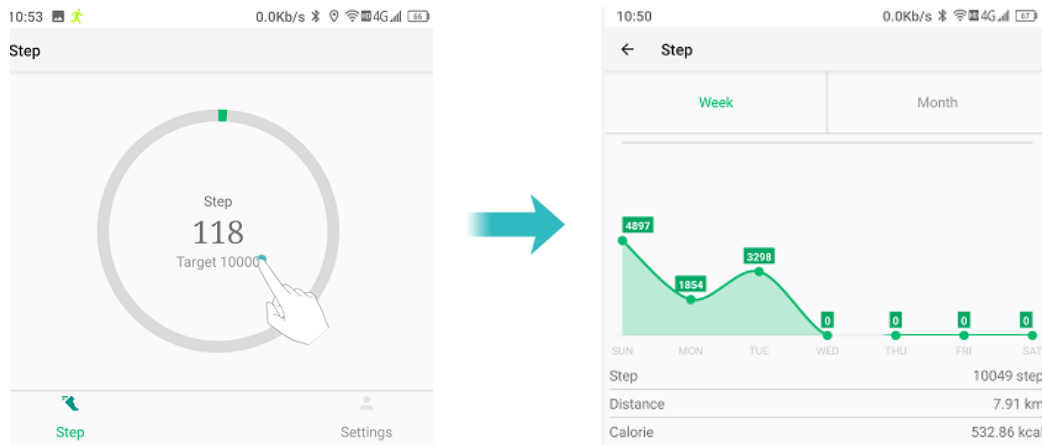 10:53 0.0Kb/s 4G 66
Step
Step
118
Target 10000
Step Settings
10:50 0.0Kb/s 4G 67
Step
Week Month
4897
1854
3298
0
0
0
0
SUN MON TUE WED THU FRI SAT
Step 10049 step
Distance 7.91 km
Calorie 532.86 kcal